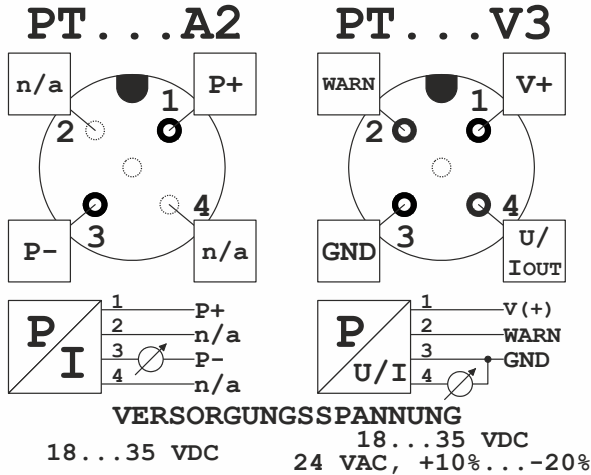 PT...A2
n/a
P+
1
2
3
4
P-
n/a
P
I
1 P+
2 n/a
3 P-
4 n/a
PT...V3
WARN
V+
1
2
3
4
GND
U/
IOUT
P
U/I
1 V(+)
2 WARN
3 GND
4
VERSORGUNGSSPANNUNG
18...35 VDC
18...35 VDC
24 VAC, +10%...-20%